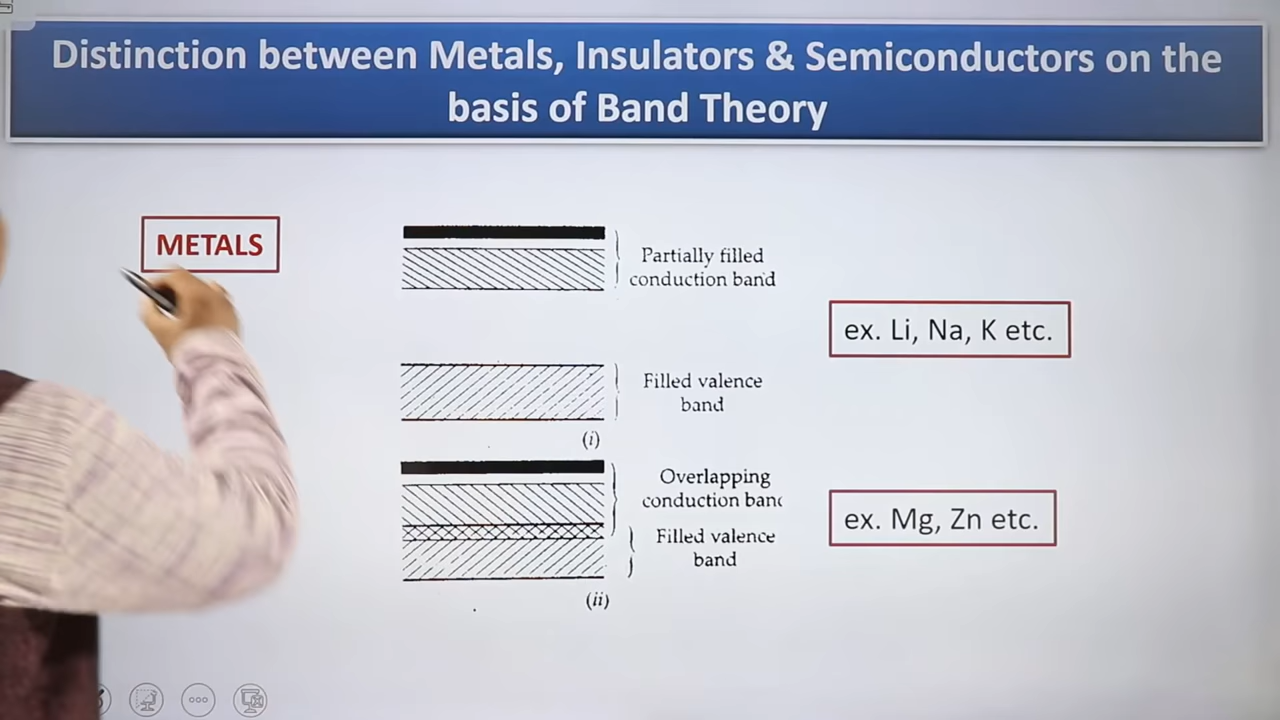 Distinction between Metals, Insulators & Semiconductors on the
basis of Band Theory
METALS
Partially filled
conduction band
ex. Li, Na, K etc.
Filled valence
band
(i)
Overlapping
conduction banc
ex. Mg, Zn etc.
Filled valence
band
(ii)